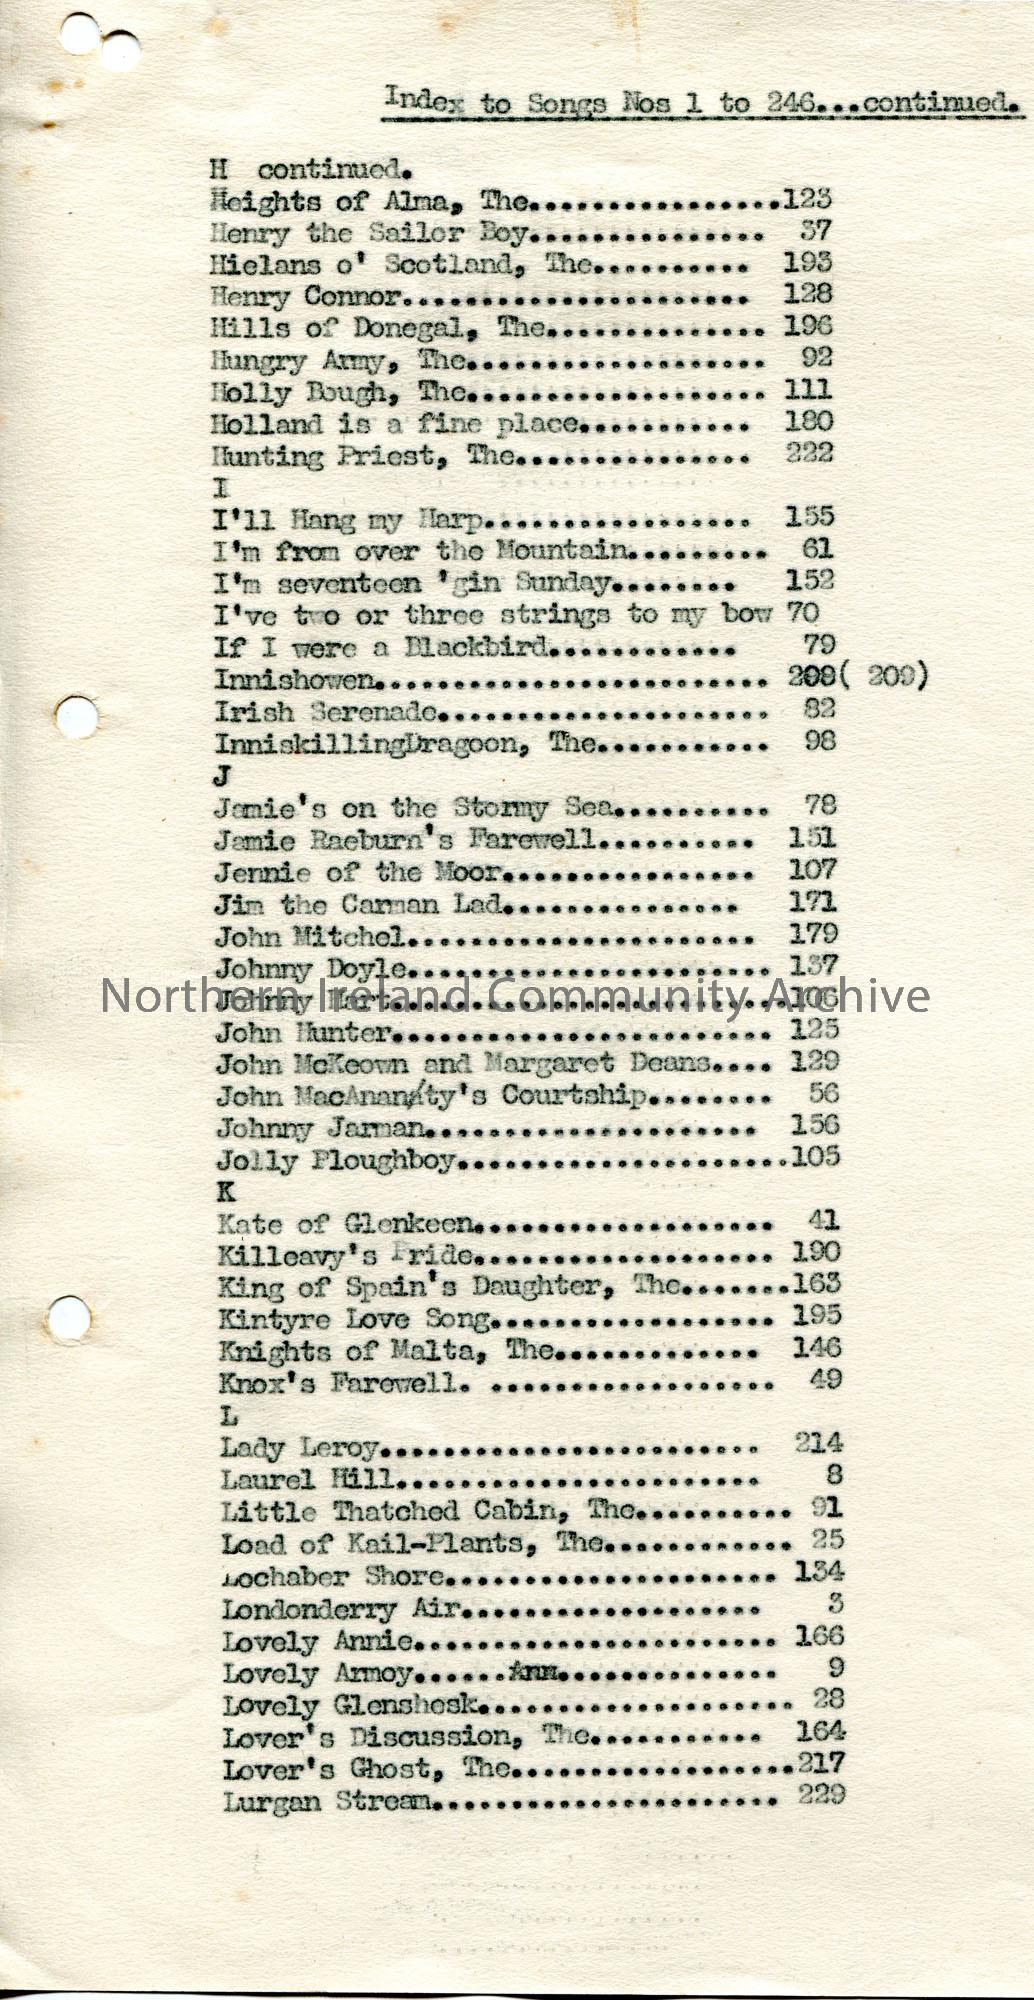 Index to Songs Nos 1 to 246...continued.
H continued.
Heights of Alma, The................123
Henry the Sailor Boy............... 37
Hielans o' Scotland, The.......... 193
Henry Connor...................... 128
Hills of Donegal, The.............. 196
Hungry Army, The................... 92
Holly Bough, The................... 111
Holland is a fine place........... 180
Hunting Priest, The............... 222
I
I'll Hang my Harp................. 155
I'm from over the Mountain......... 61
I'm seventeen 'gin Sunday........ 152
I've two or three strings to my bow 70
If I were a Blackbird............ 79
Innishowen......................... 209( 209)
Irish Serenade..................... 82
InniskillingDragoon, The........... 98
J
Jamie's on the Stormy Sea.......... 78
Jamie Raeburn's Farewell.......... 151
Jennie of the Moor................ 107
Jim the Carman Lad............... 171
John Mitchel...................... 179
Johnny Doyle....................... 137
Johnny Hart.........................106
Northern Ireland Community Archive
John Hunter........................ 125
John McKeown and Margaret Deans.... 129
John MacAnanty's Courtship........ 56
Johnny Jarman..................... 156
Jolly Ploughboy.....................105
K
Kate of Glenkeen................... 41
Killeavy's Pride................... 190
King of Spain's Daughter, The.......163
Kintyre Love Song.................. 195
Knights of Malta, The............. 146
Knox's Farewell. .................. 49
L
Lady Leroy........................ 214
Laurel Hill....................... 8
Little Thatched Cabin, The.......... 91
Load of Kail-Plants, The............ 25
Lochaber Shore..................... 134
Londonderry Air................... 3
Lovely Annie....................... 166
Lovely Armoy......Ann.............. 9
Lovely Glenshesk.................... 28
Lover's Discussion, The........... 164
Lover's Ghost, The..................217
Lurgan Stream...................... 229